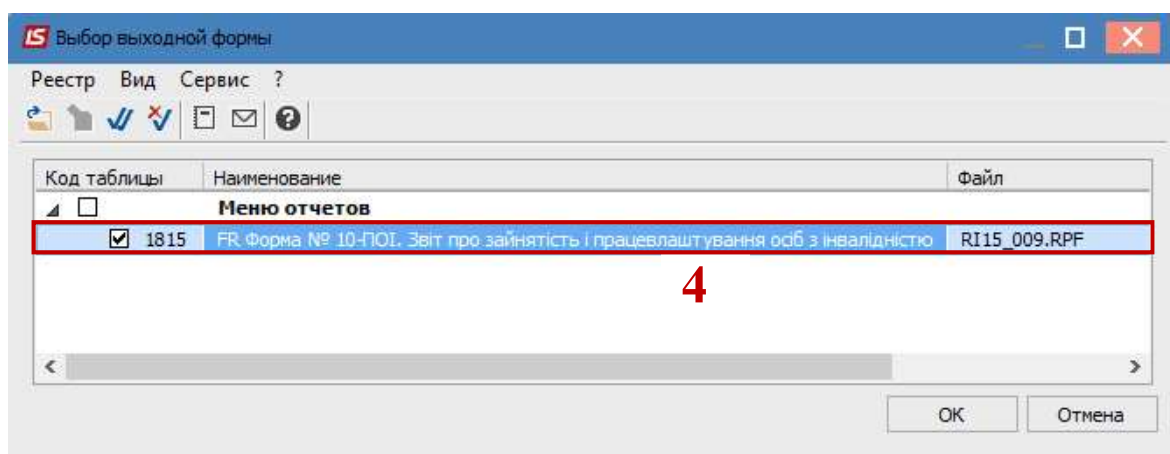 IS Выбор выходной формы
Реестр Вид Сервис ?
Код таблицы Наименование Файл
Меню отчетов
1815 FR Форма № 10-ПОІ. Звіт про зайнятість і працевлаштування осіб з інвалідністю RI15_009.RPF
4
OK Отмена